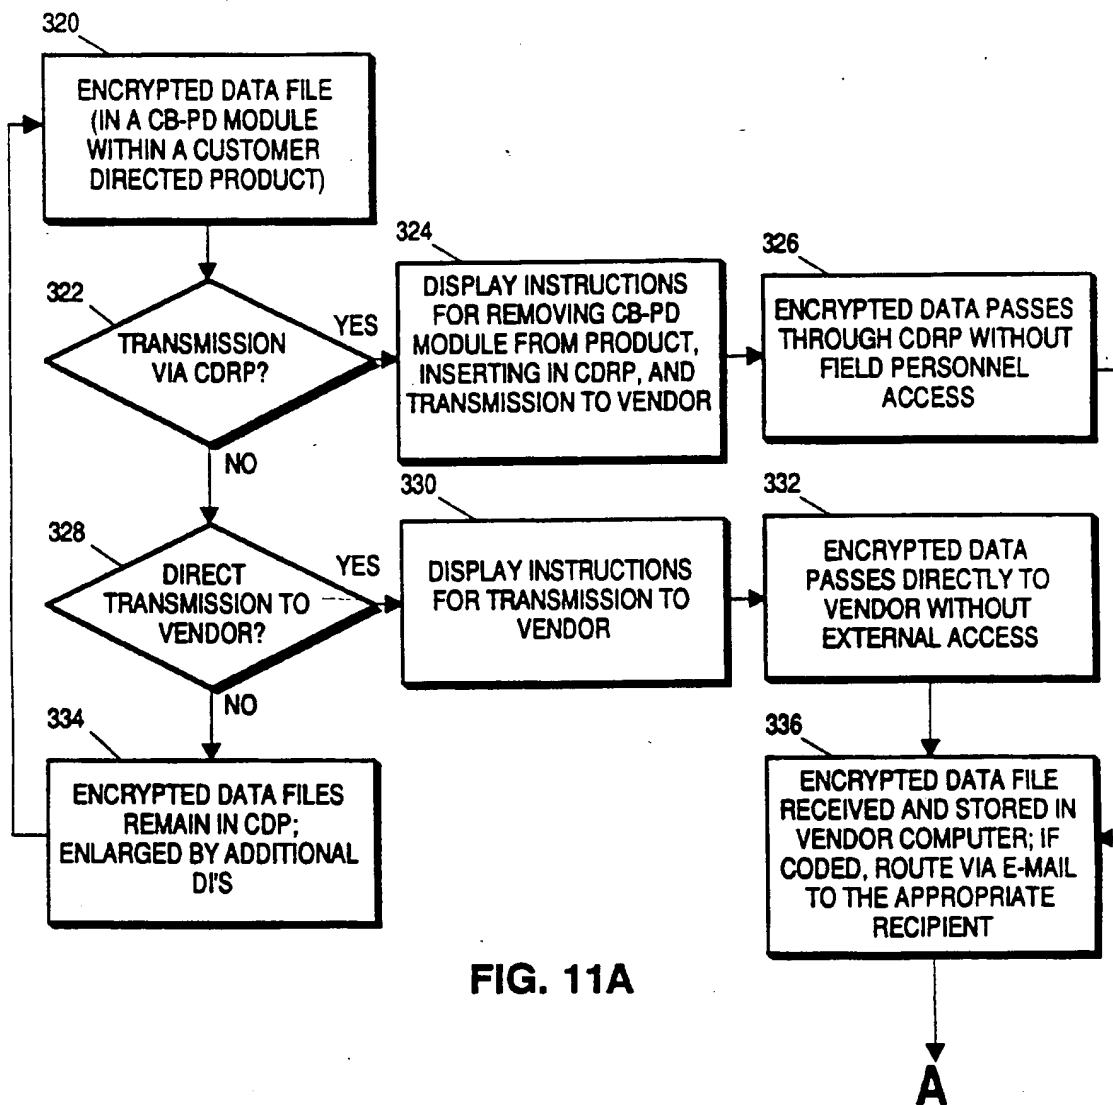 320
ENCRYPTED DATA FILE
(IN A CB-PD MODULE
WITHIN A CUSTOMER
DIRECTED PRODUCT)
322
TRANSMISSION
VIA CDRP?
YES
NO
324
DISPLAY INSTRUCTIONS
FOR REMOVING CB-PD
MODULE FROM PRODUCT,
INSERTING IN CDRP, AND
TRANSMISSION TO VENDOR
326
ENCRYPTED DATA PASSES
THROUGH CDRP WITHOUT
FIELD PERSONNEL
ACCESS
328
DIRECT
TRANSMISSION TO
VENDOR?
YES
NO
330
DISPLAY INSTRUCTIONS
FOR TRANSMISSION TO
VENDOR
332
ENCRYPTED DATA
PASSES DIRECTLY TO
VENDOR WITHOUT
EXTERNAL ACCESS
334
ENCRYPTED DATA FILES
REMAIN IN CDP;
ENLARGED BY ADDITIONAL
DI'S
336
ENCRYPTED DATA FILE
RECEIVED AND STORED IN
VENDOR COMPUTER; IF
CODED, ROUTE VIA E-MAIL
TO THE APPROPRIATE
RECIPIENT
FIG. 11A
A